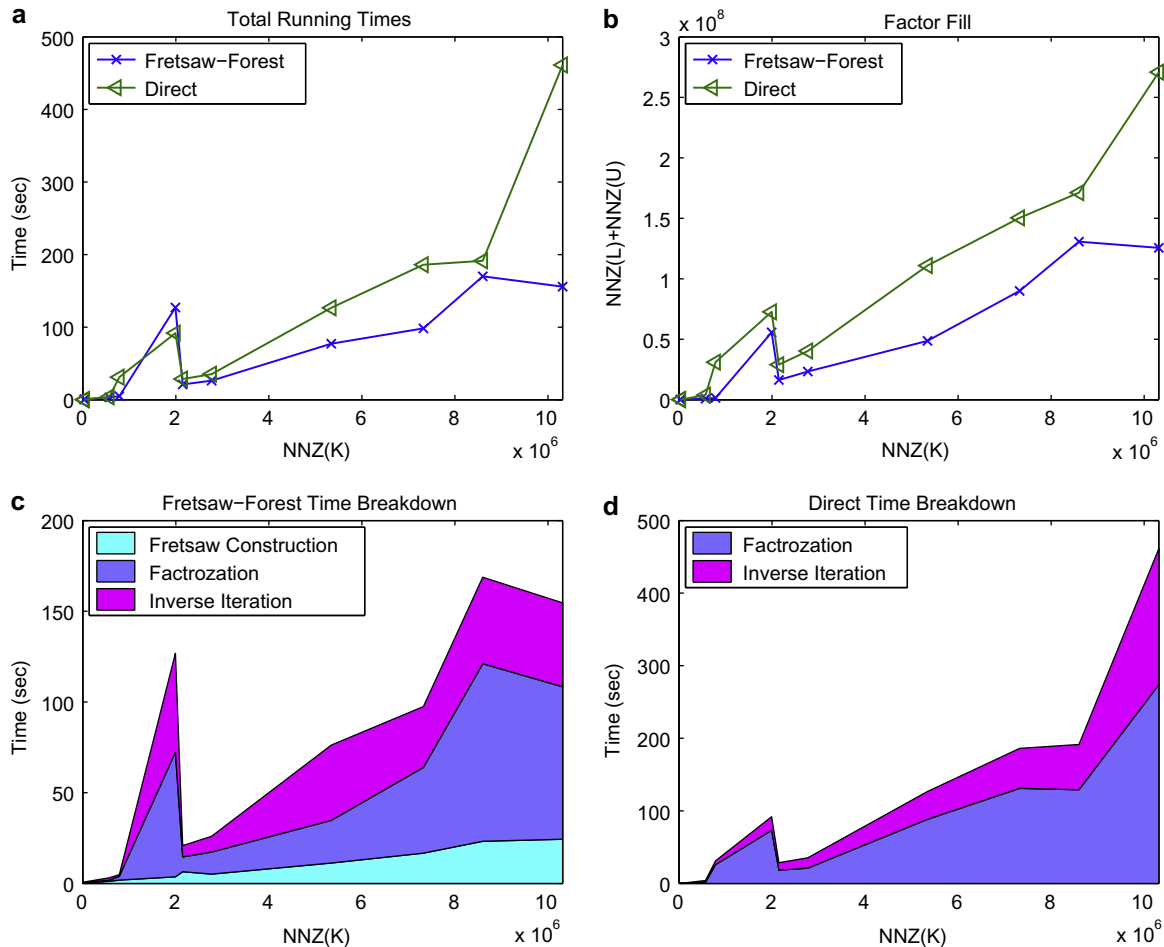 a
Total Running Times
500
400
300
200
100
0
Time (sec)
Fretsaw−Forest
Direct
0 2 4 6 8 10
NNZ(K)
x 10^6
b
x 10^8
Factor Fill
3
2.5
2
1.5
1
0.5
0
NNZ(L)+NNZ(U)
Fretsaw−Forest
Direct
0 2 4 6 8 10
NNZ(K)
x 10^6
c
Fretsaw−Forest Time Breakdown
200
150
100
50
0
Time (sec)
Fretsaw Construction
Factrozation
Inverse Iteration
0 2 4 6 8 10
NNZ(K)
x 10^6
d
Direct Time Breakdown
500
400
300
200
100
0
Time (sec)
Factrozation
Inverse Iteration
0 2 4 6 8 10
NNZ(K)
x 10^6